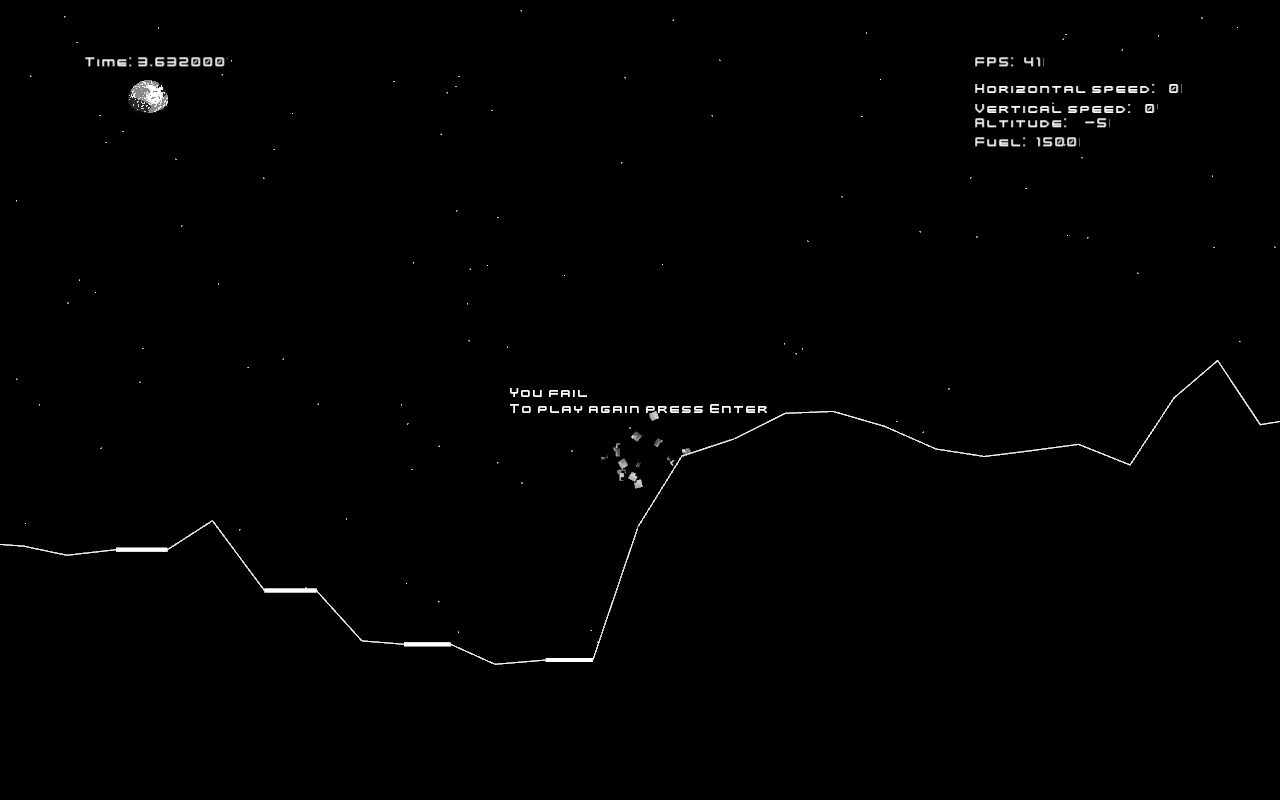 Time: 3.632000
FPS: 41
Horizontal speed: 0
Vertical speed: 0
Altitude: -5
Fuel: 1500
You fail
To play again press Enter